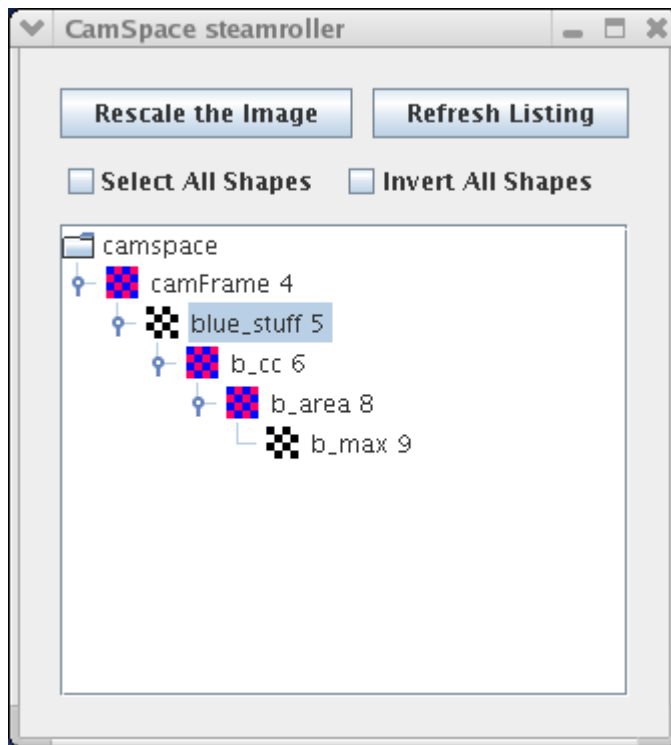 CamSpace steamroller
Rescale the Image
Refresh Listing
Select All Shapes
Invert All Shapes
camspace
camFrame 4
blue_stuff 5
b_cc 6
b_area 8
b_max 9